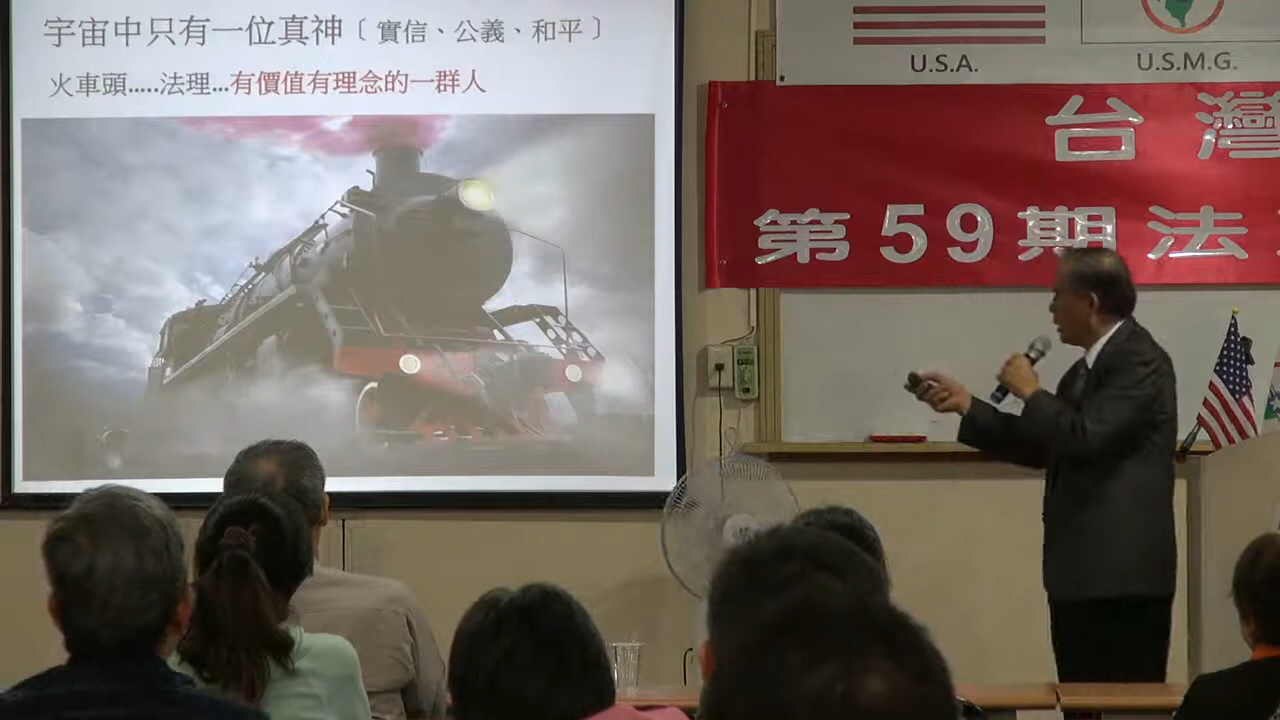 宇宙中只有一位真神〔 實信、公義、和平 〕
火車頭.....法理...有價值有理念的一群人
U.S.A.
U.S.M.G.
台灣
第59期法